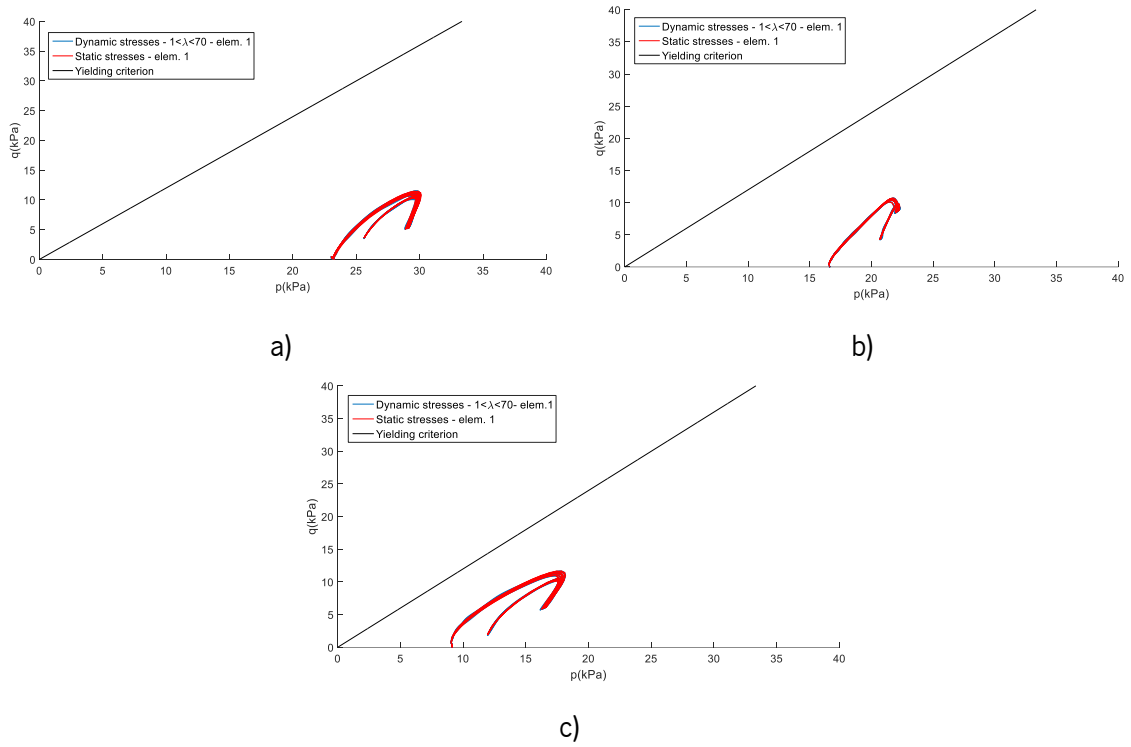 Dynamic stresses - 1<λ<70 - elem. 1
Static stresses - elem. 1
Yielding criterion
q(kPa)
40
35
30
25
20
15
10
5
0
0 5 10 15 20 25 30 35 40
p(kPa)
a)
Dynamic stresses - 1<λ<70 - elem. 1
Static stresses - elem. 1
Yielding criterion
q(kPa)
40
35
30
25
20
15
10
5
0
0 5 10 15 20 25 30 35 40
p(kPa)
b)
Dynamic stresses - 1<λ<70- elem.1
Static stresses - elem. 1
Yielding criterion
q(kPa)
40
35
30
25
20
15
10
5
0
0 5 10 15 20 25 30 35 40
p(kPa)
c)